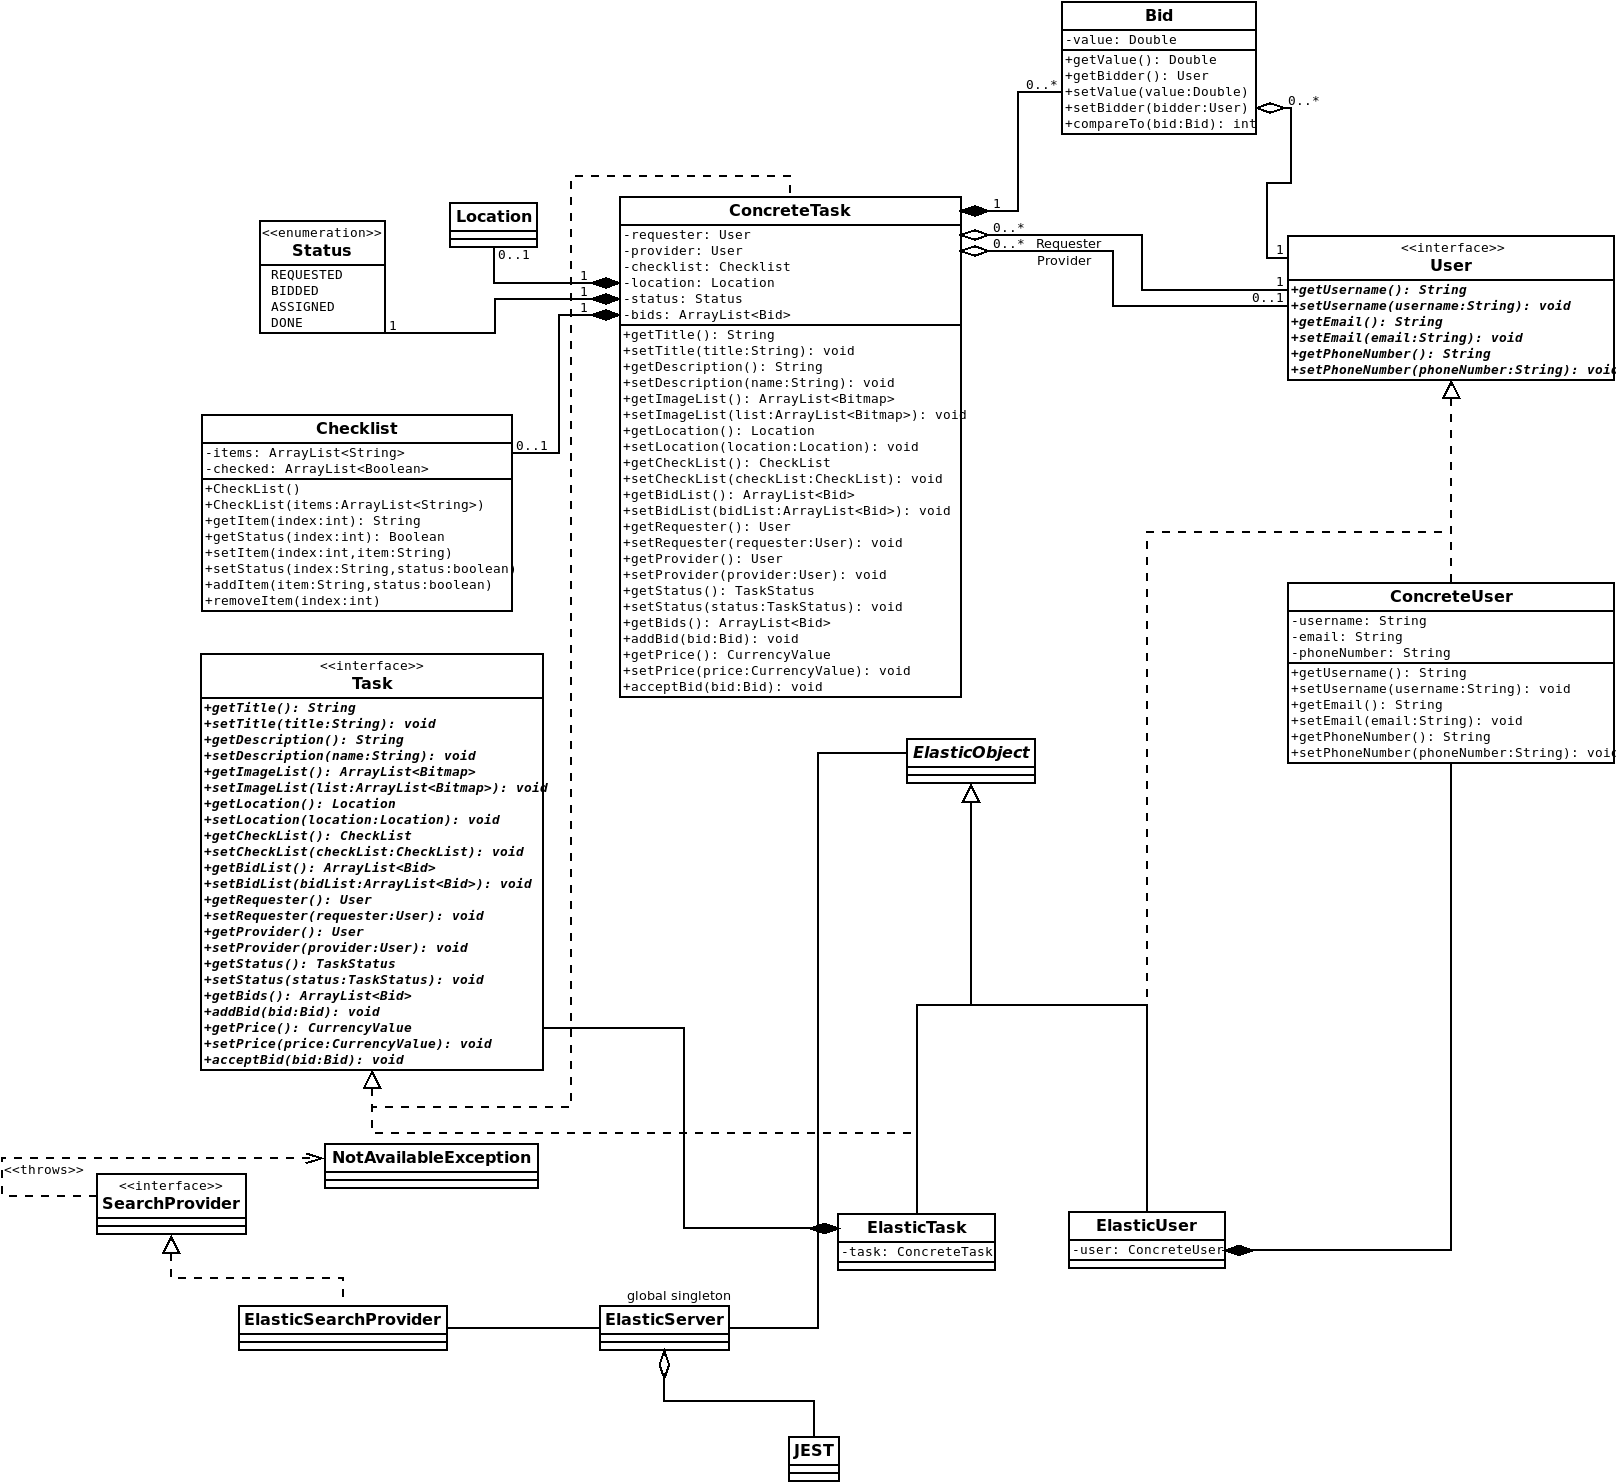 Bid
-value: Double
+getValue(): Double
+getBidder(): User
+setValue(value:Double)
+setBidder(bidder:User)
+compareTo(bid:Bid): int
0..*
0..*
1
<<enumeration>>
Status
REQUESTED
BIDDED
ASSIGNED
DONE
1
Location
0..1
1
1
1
ConcreteTask
-requester: User
-provider: User
-checklist: Checklist
-location: Location
-status: Status
-bids: ArrayList<Bid>
+getTitle(): String
+setTitle(title:String): void
+getDescription(): String
+setDescription(name:String): void
+getImageList(): ArrayList<Bitmap>
+setImageList(list:ArrayList<Bitmap>): void
+getLocation(): Location
+setLocation(location:Location): void
+getCheckList(): CheckList
+setCheckList(checkList:CheckList): void
+getBidList(): ArrayList<Bid>
+setBidList(bidList:ArrayList<Bid>): void
+getRequester(): User
+setRequester(requester:User): void
+getProvider(): User
+setProvider(provider:User): void
+getStatus(): TaskStatus
+setStatus(status:TaskStatus): void
+getBids(): ArrayList<Bid>
+addBid(bid:Bid): void
+getPrice(): CurrencyValue
+setPrice(price:CurrencyValue): void
+acceptBid(bid:Bid): void
1
0..*
0..* Requester
Provider
1
0..1
<<interface>>
User
+getUsername(): String
+setUsername(username:String): void
+getEmail(): String
+setEmail(email:String): void
+getPhoneNumber(): String
+setPhoneNumber(phoneNumber:String): void
Checklist
-items: ArrayList<String>
-checked: ArrayList<Boolean>
+CheckList()
+CheckList(items:ArrayList<String>)
+getItem(index:int): String
+getStatus(index:int): Boolean
+setItem(index:int,item:String)
+setStatus(index:String,status:boolean)
+addItem(item:String,status:boolean)
+removeItem(index:int)
0..1
ConcreteUser
-username: String
-email: String
-phoneNumber: String
+getUsername(): String
+setUsername(username:String): void
+getEmail(): String
+setEmail(email:String): void
+getPhoneNumber(): String
+setPhoneNumber(phoneNumber:String): void
<<interface>>
Task
+getTitle(): String
+setTitle(title:String): void
+getDescription(): String
+setDescription(name:String): void
+getImageList(): ArrayList<Bitmap>
+setImageList(list:ArrayList<Bitmap>): void
+getLocation(): Location
+setLocation(location:Location): void
+getCheckList(): CheckList
+setCheckList(checkList:CheckList): void
+getBidList(): ArrayList<Bid>
+setBidList(bidList:ArrayList<Bid>): void
+getRequester(): User
+setRequester(requester:User): void
+getProvider(): User
+setProvider(provider:User): void
+getStatus(): TaskStatus
+setStatus(status:TaskStatus): void
+getBids(): ArrayList<Bid>
+addBid(bid:Bid): void
+getPrice(): CurrencyValue
+setPrice(price:CurrencyValue): void
+acceptBid(bid:Bid): void
ElasticObject
NotAvailableException
<<throws>>
<<interface>>
SearchProvider
ElasticTask
-task: ConcreteTask
ElasticUser
-user: ConcreteUser
ElasticSearchProvider
global singleton
ElasticServer
JEST